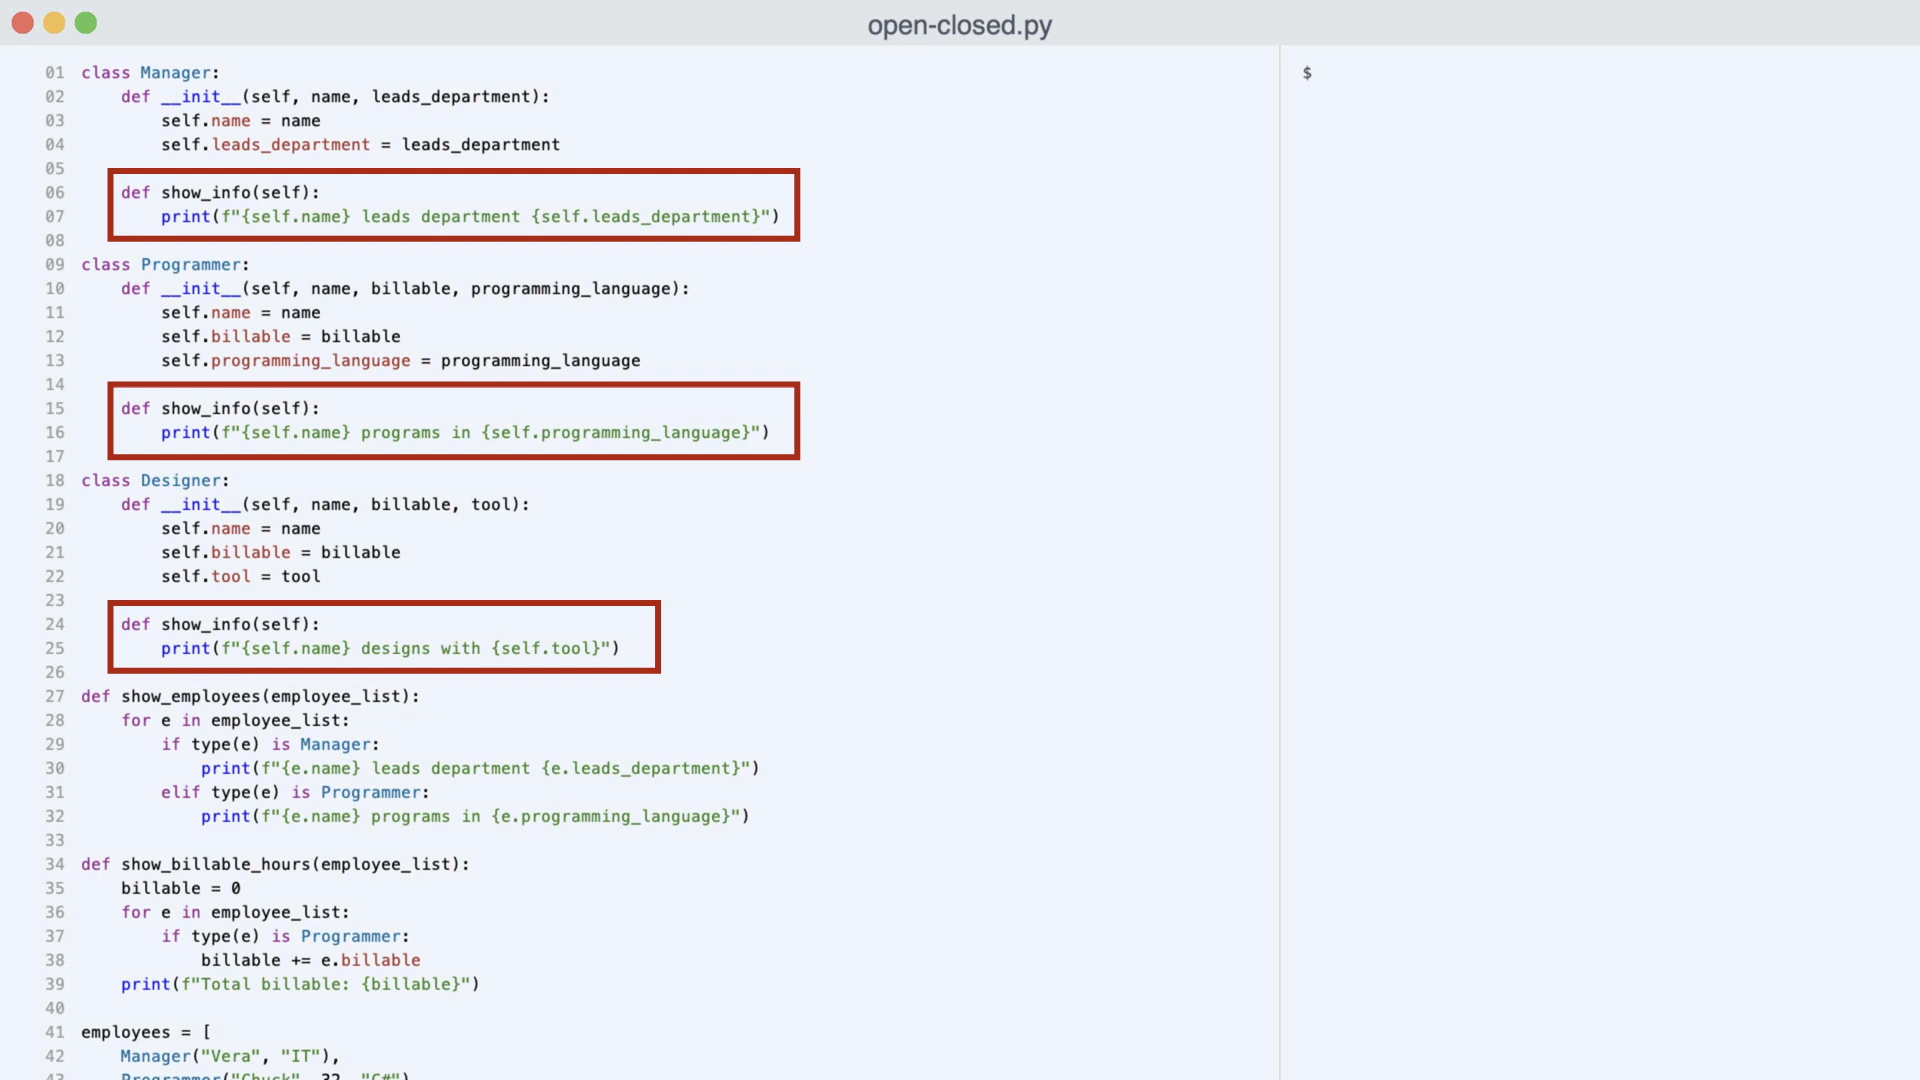 open-closed.py
01 class Manager:
02     def __init__(self, name, leads_department):
03         self.name = name
04         self.leads_department = leads_department
05
06     def show_info(self):
07         print(f"{self.name} leads department {self.leads_department}")
08
09 class Programmer:
10     def __init__(self, name, billable, programming_language):
11         self.name = name
12         self.billable = billable
13         self.programming_language = programming_language
14
15     def show_info(self):
16         print(f"{self.name} programs in {self.programming_language}")
17
18 class Designer:
19     def __init__(self, name, billable, tool):
20         self.name = name
21         self.billable = billable
22         self.tool = tool
23
24     def show_info(self):
25         print(f"{self.name} designs with {self.tool}")
26
27 def show_employees(employee_list):
28     for e in employee_list:
29         if type(e) is Manager:
30             print(f"{e.name} leads department {e.leads_department}")
31         elif type(e) is Programmer:
32             print(f"{e.name} programs in {e.programming_language}")
33
34 def show_billable_hours(employee_list):
35     billable = 0
36     for e in employee_list:
37         if type(e) is Programmer:
38             billable += e.billable
39     print(f"Total billable: {billable}")
40
41 employees = [
42     Manager("Vera", "IT"),
43     Programmer("Chuck", 32, "C#")
$